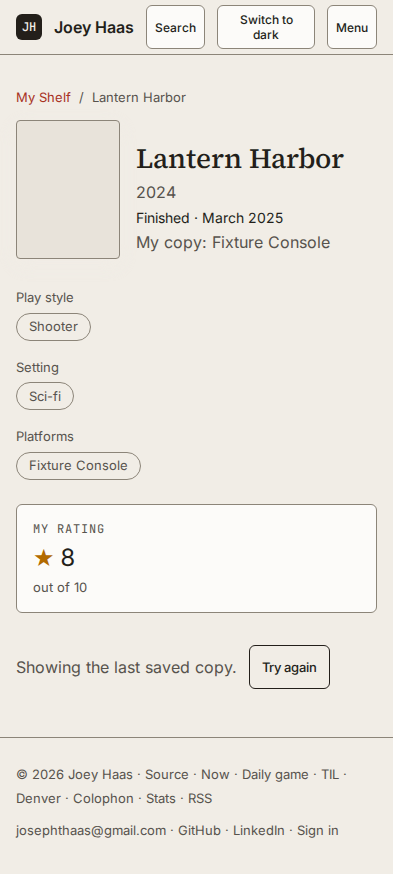 JH Joey Haas Search Switch to dark Menu
My Shelf / Lantern Harbor
Lantern Harbor
2024
Finished · March 2025
My copy: Fixture Console
Play style
Shooter
Setting
Sci-fi
Platforms
Fixture Console
MY RATING
★ 8
out of 10
Showing the last saved copy. Try again
© 2026 Joey Haas · Source · Now · Daily game · TIL ·
Denver · Colophon · Stats · RSS
josephthaas@gmail.com · GitHub · LinkedIn · Sign in